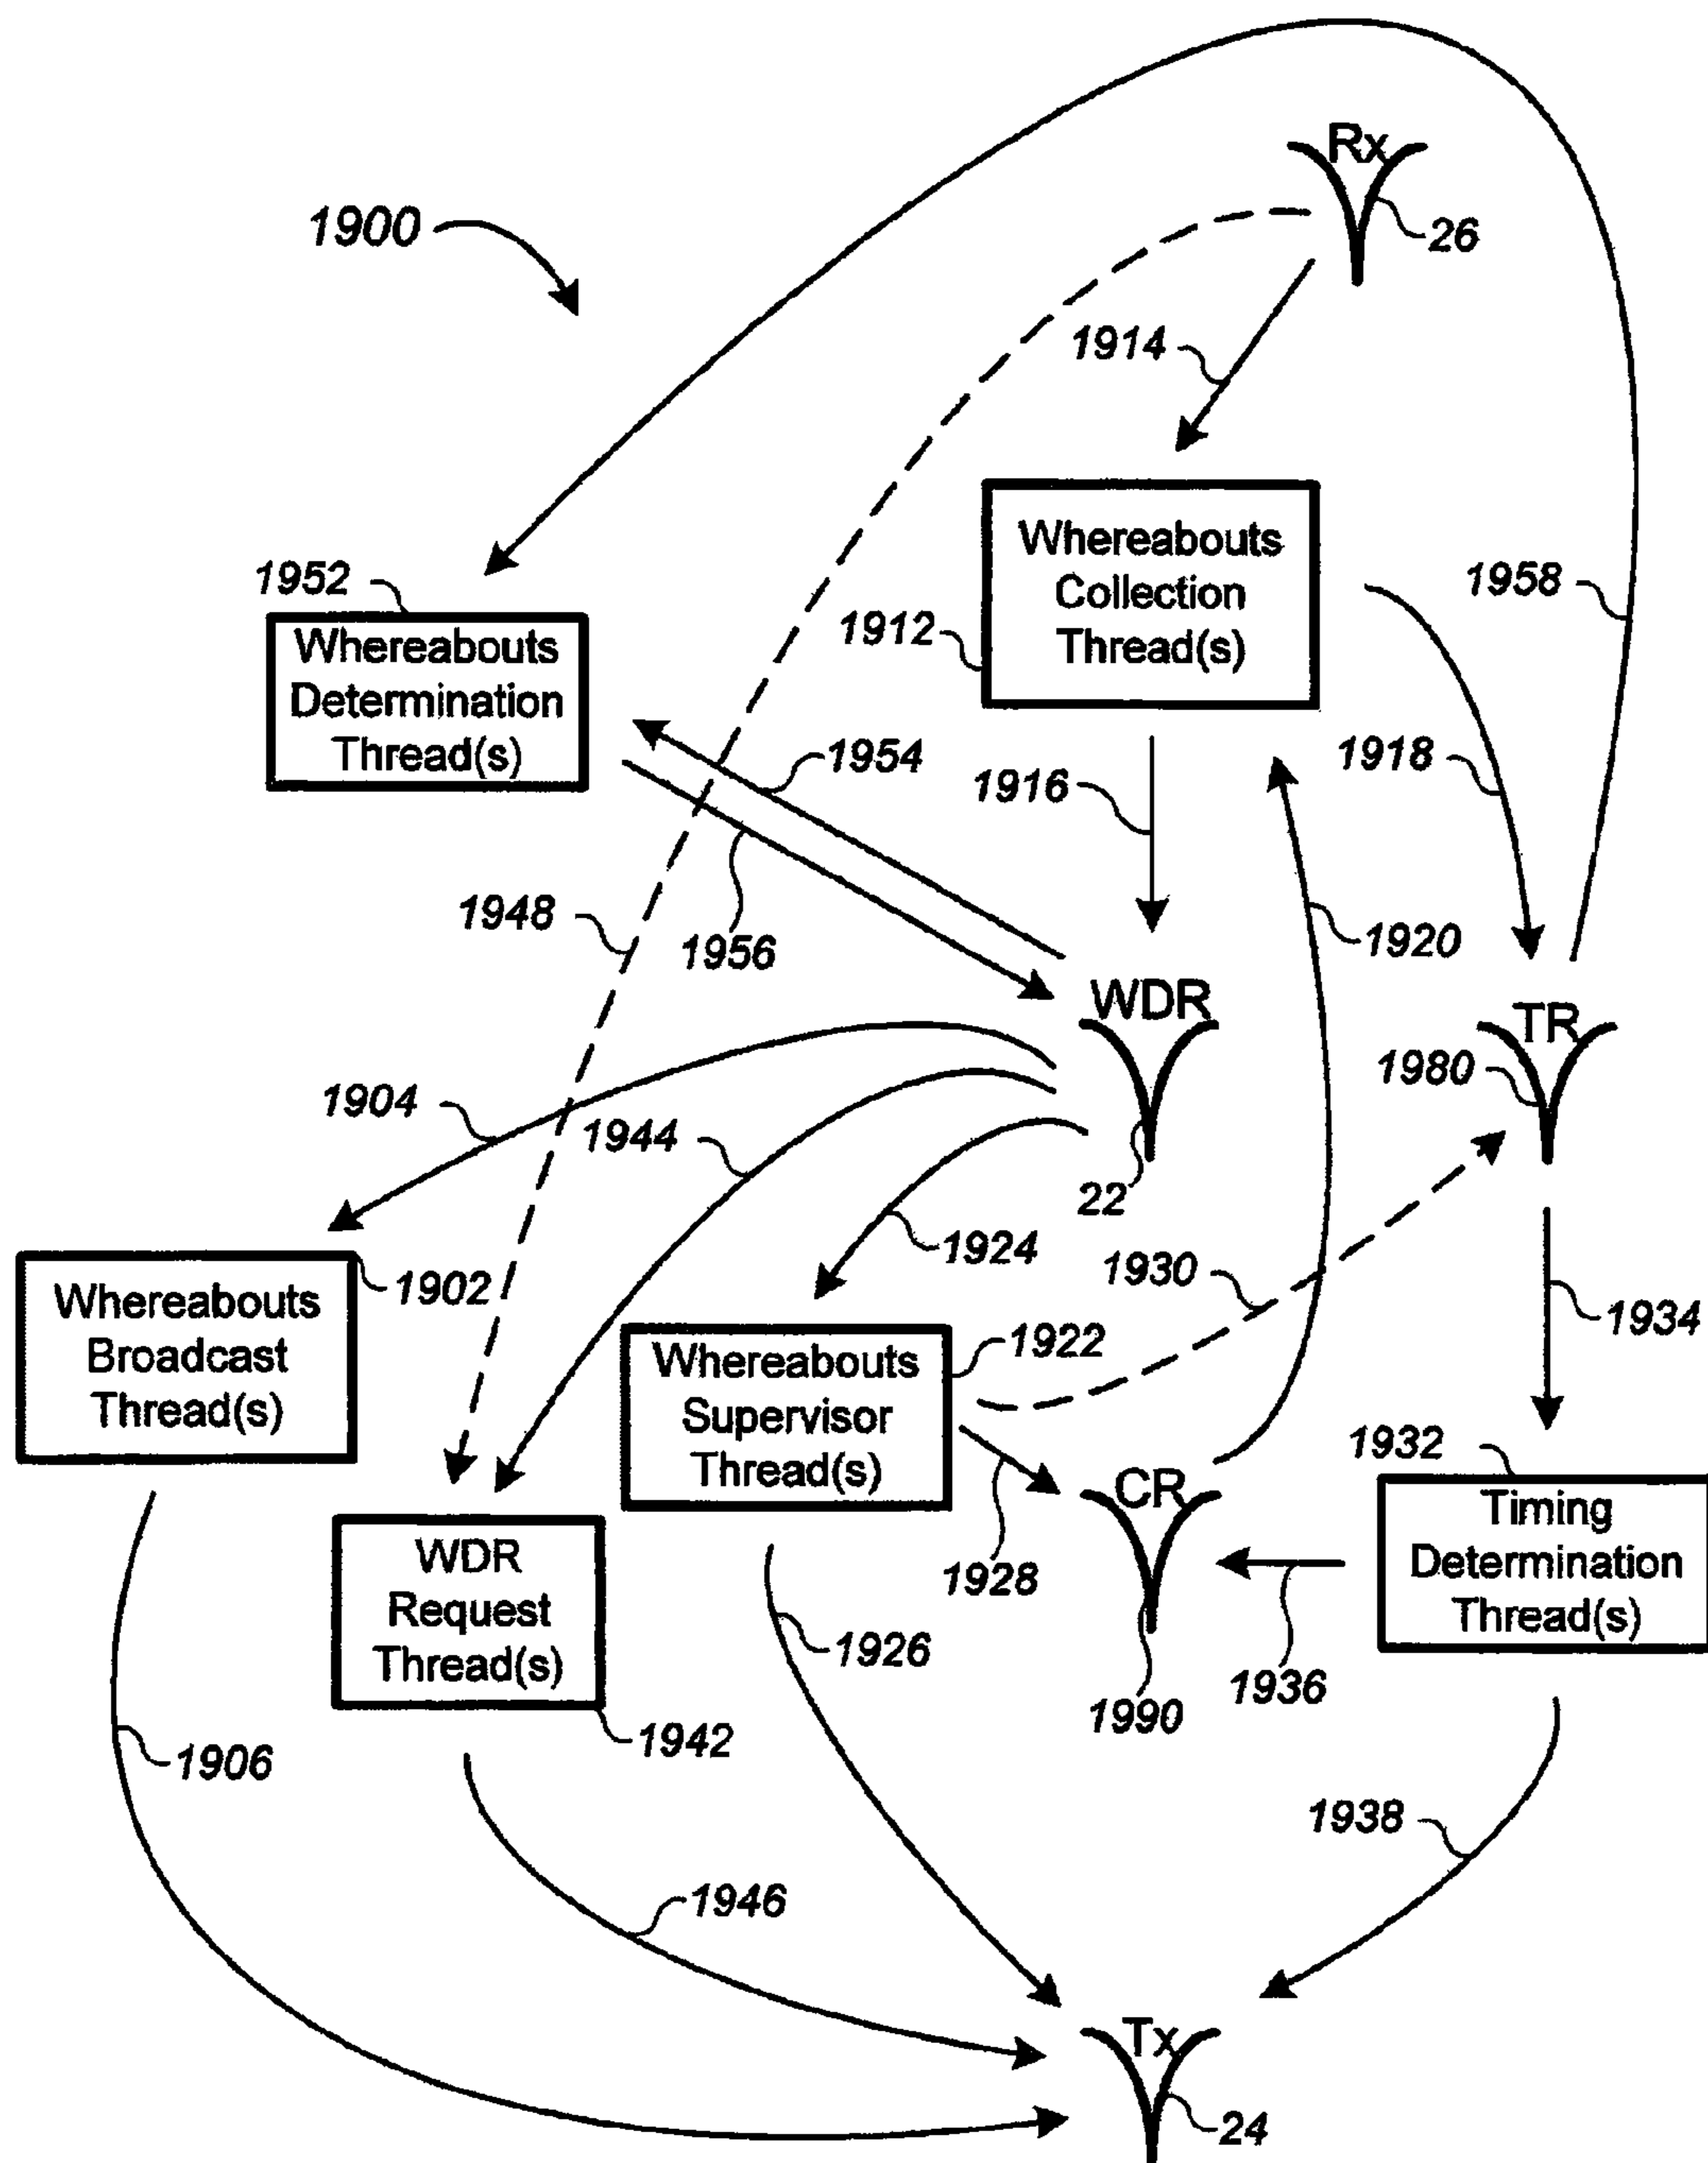 Rx
1900
26
1914
1952
Whereabouts
Determination
Thread(s)
1912
Whereabouts
Collection
Thread(s)
1958
1954
1916
1918
1948
1956
1920
WDR
TR
1904
1944
1980
22
1924
1930
1902
Whereabouts
Broadcast
Thread(s)
1922
Whereabouts
Supervisor
Thread(s)
1934
1932
CR
Timing
Determination
Thread(s)
WDR
Request
Thread(s)
1928
1926
1936
1990
1942
1906
1938
1946
Tx
24